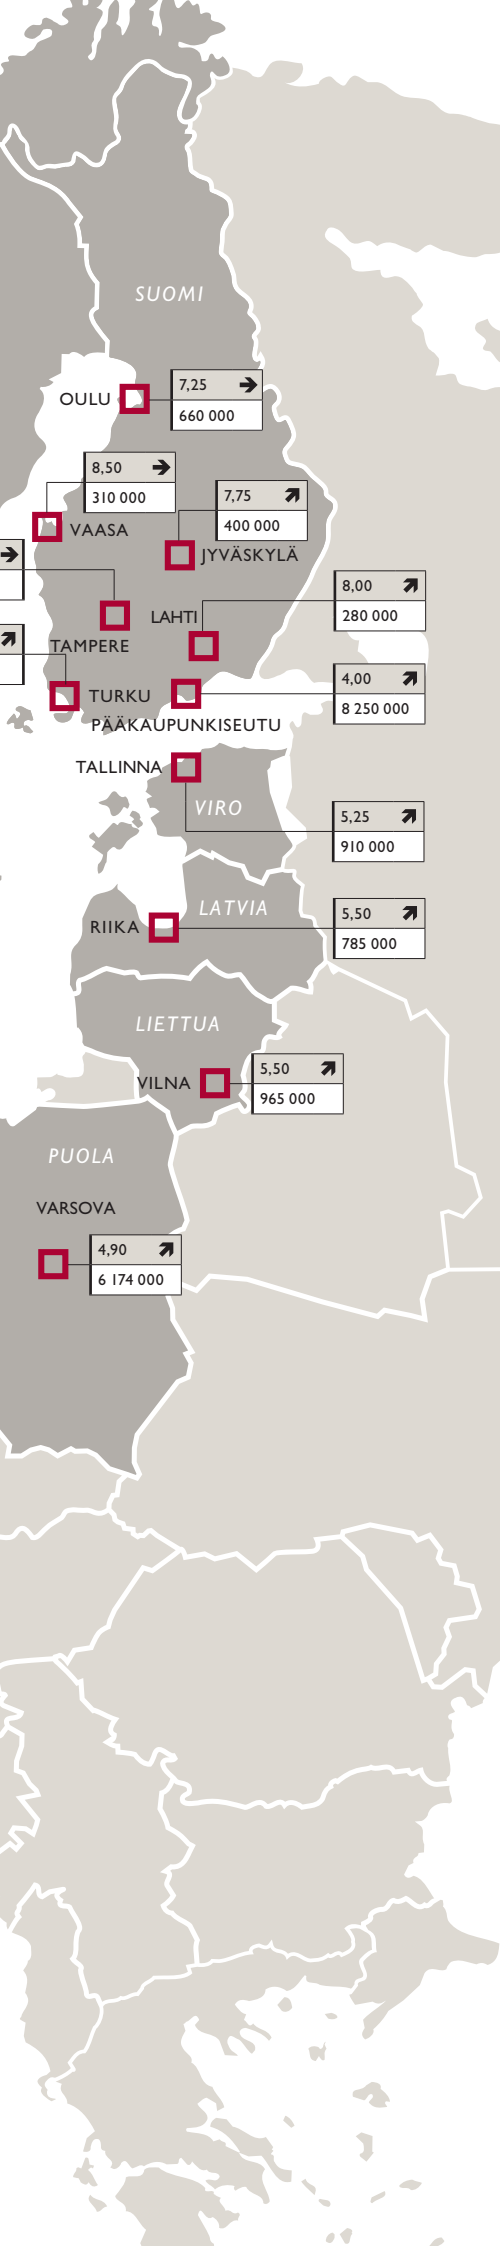 SUOMI
7,25
OULU
660 000
8,50
310 000
7,75
400 000
VAASA
JYVÄSKYLÄ
8,00
280 000
LAHTI
TAMPERE
4,00
8 250 000
TURKU
PÄÄKAUPUNKISEUTU
TALLINNA
VIRO
5,25
910 000
LATVIA
RIIKA
5,50
785 000
LIETTUA
5,50
VILNA
965 000
PUOLA
VARSOVA
4,90
6 174 000